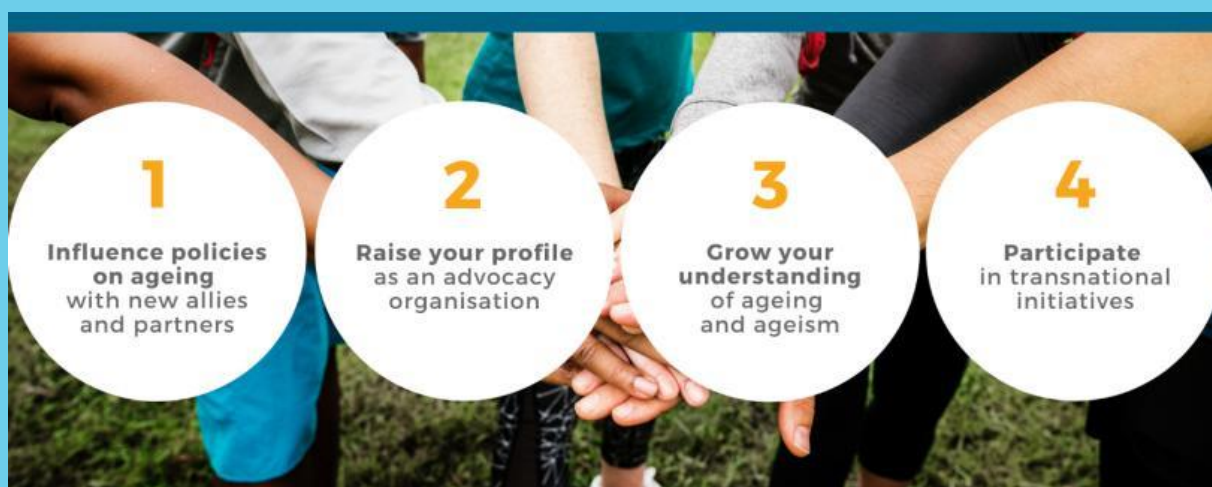 1
Influence policies
on ageing
with new allies
and partners
2
Raise your profile
as an advocacy
organisation
3
Grow your
understanding
of ageing
and ageism
4
Participate
in transnational
initiatives